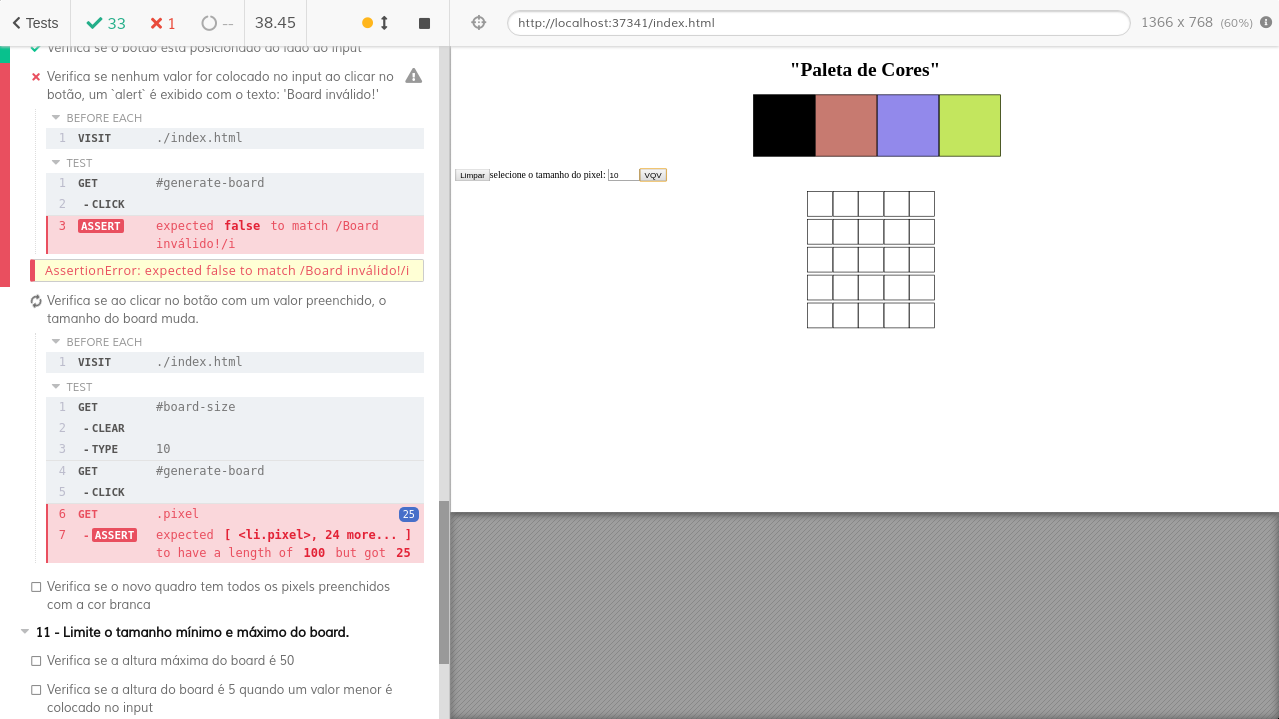 Tests 33 1 -- 38.45 http://localhost:37341/index.html 1366 x 768 (60%)
Verifica se o botão está posicionado do lado do input
Verifica se nenhum valor for colocado no input ao clicar no
botão, um `alert` é exibido com o texto: 'Board inválido!'
BEFORE EACH
1 VISIT ./index.html
TEST
1 GET #generate-board
2 - CLICK
3 ASSERT expected false to match /Board
inválido!/i
AssertionError: expected false to match /Board inválido!/i
Verifica se ao clicar no botão com um valor preenchido, o
tamanho do board muda.
BEFORE EACH
1 VISIT ./index.html
TEST
1 GET #board-size
2 - CLEAR
3 - TYPE 10
4 GET #generate-board
5 - CLICK
6 GET .pixel 25
7 - ASSERT expected [ <li.pixel>, 24 more... ]
to have a length of 100 but got 25
Verifica se o novo quadro tem todos os pixels preenchidos
com a cor branca
11 - Limite o tamanho mínimo e máximo do board.
Verifica se a altura máxima do board é 50
Verifica se a altura do board é 5 quando um valor menor é
colocado no input
"Paleta de Cores"
Limpar selecione o tamanho do pixel: 10 VQV